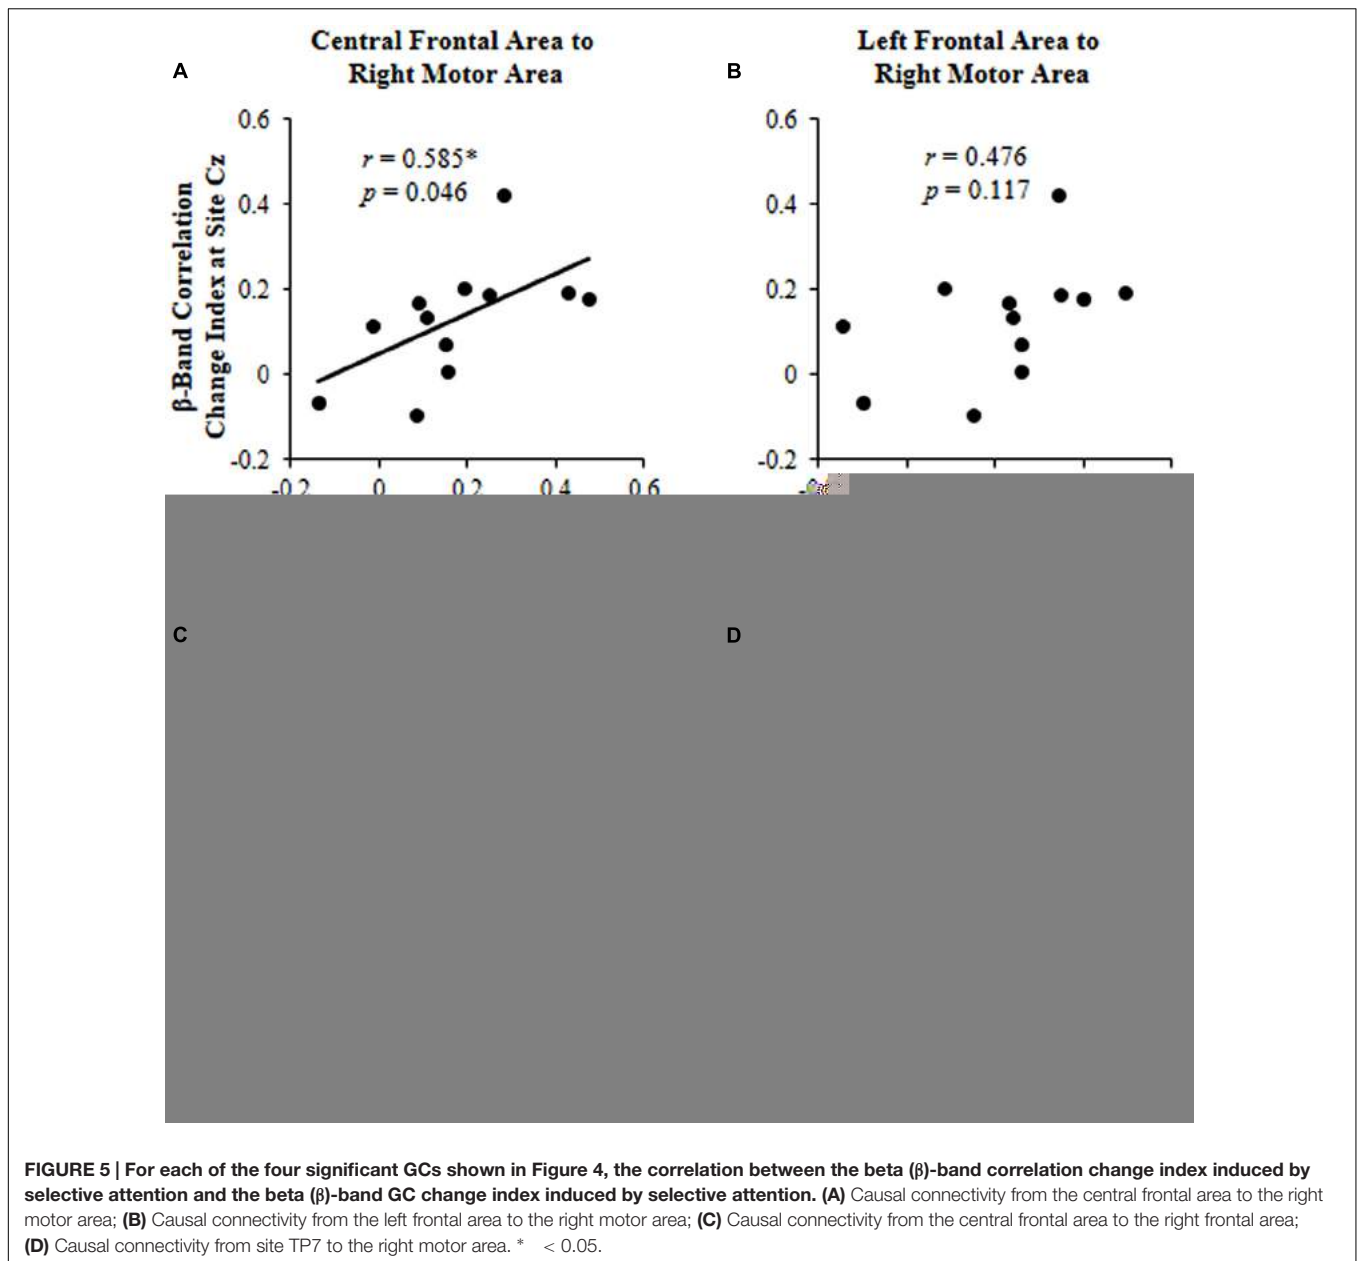 Central Frontal Area to
Right Motor Area
A
β-Band Correlation
Change Index at Site Cz
0.6
0.4
0.2
0
-0.2
r = 0.585*
p = 0.046
-0.2 0 0.2 0.4 0.6
Left Frontal Area to
Right Motor Area
B
0.6
0.4
0.2
0
-0.2
r = 0.476
p = 0.117
C
D
FIGURE 5 | For each of the four significant GCs shown in Figure 4, the correlation between the beta (β)-band correlation change index induced by
selective attention and the beta (β)-band GC change index induced by selective attention. (A) Causal connectivity from the central frontal area to the right
motor area; (B) Causal connectivity from the left frontal area to the right motor area; (C) Causal connectivity from the central frontal area to the right frontal area;
(D) Causal connectivity from site TP7 to the right motor area. * < 0.05.